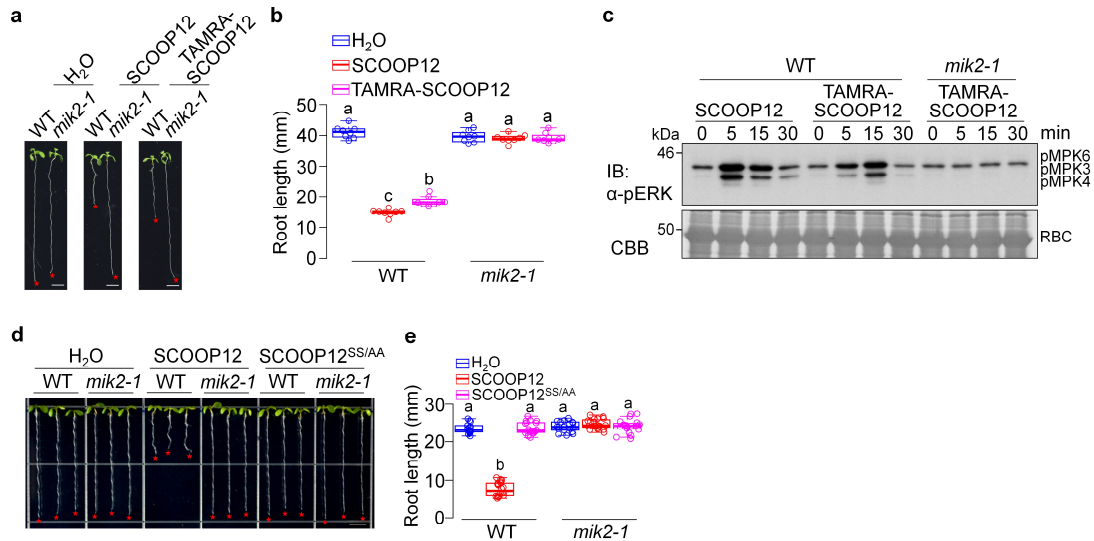 a
H2O
SCOOP12
TAMRA-
SCOOP12
WT
mik2-1
WT
mik2-1
WT
mik2-1
b
H2O
SCOOP12
TAMRA-SCOOP12
Root length (mm)
50
40
30
20
10
0
a
c
b
a
a
a
WT
mik2-1
c
WT
mik2-1
SCOOP12
TAMRA-
SCOOP12
TAMRA-
SCOOP12
kDa
0 5 15 30 0 5 15 30 0 5 15 30 min
46
IB:
α-pERK
pMPK6
pMPK3
pMPK4
50
CBB
RBC
d
H2O SCOOP12 SCOOP12SS/AA
WT mik2-1 WT mik2-1 WT mik2-1
e
H2O
SCOOP12
SCOOP12SS/AA
Root length (mm)
30
20
10
0
a
b
a
a
a
a
WT
mik2-1